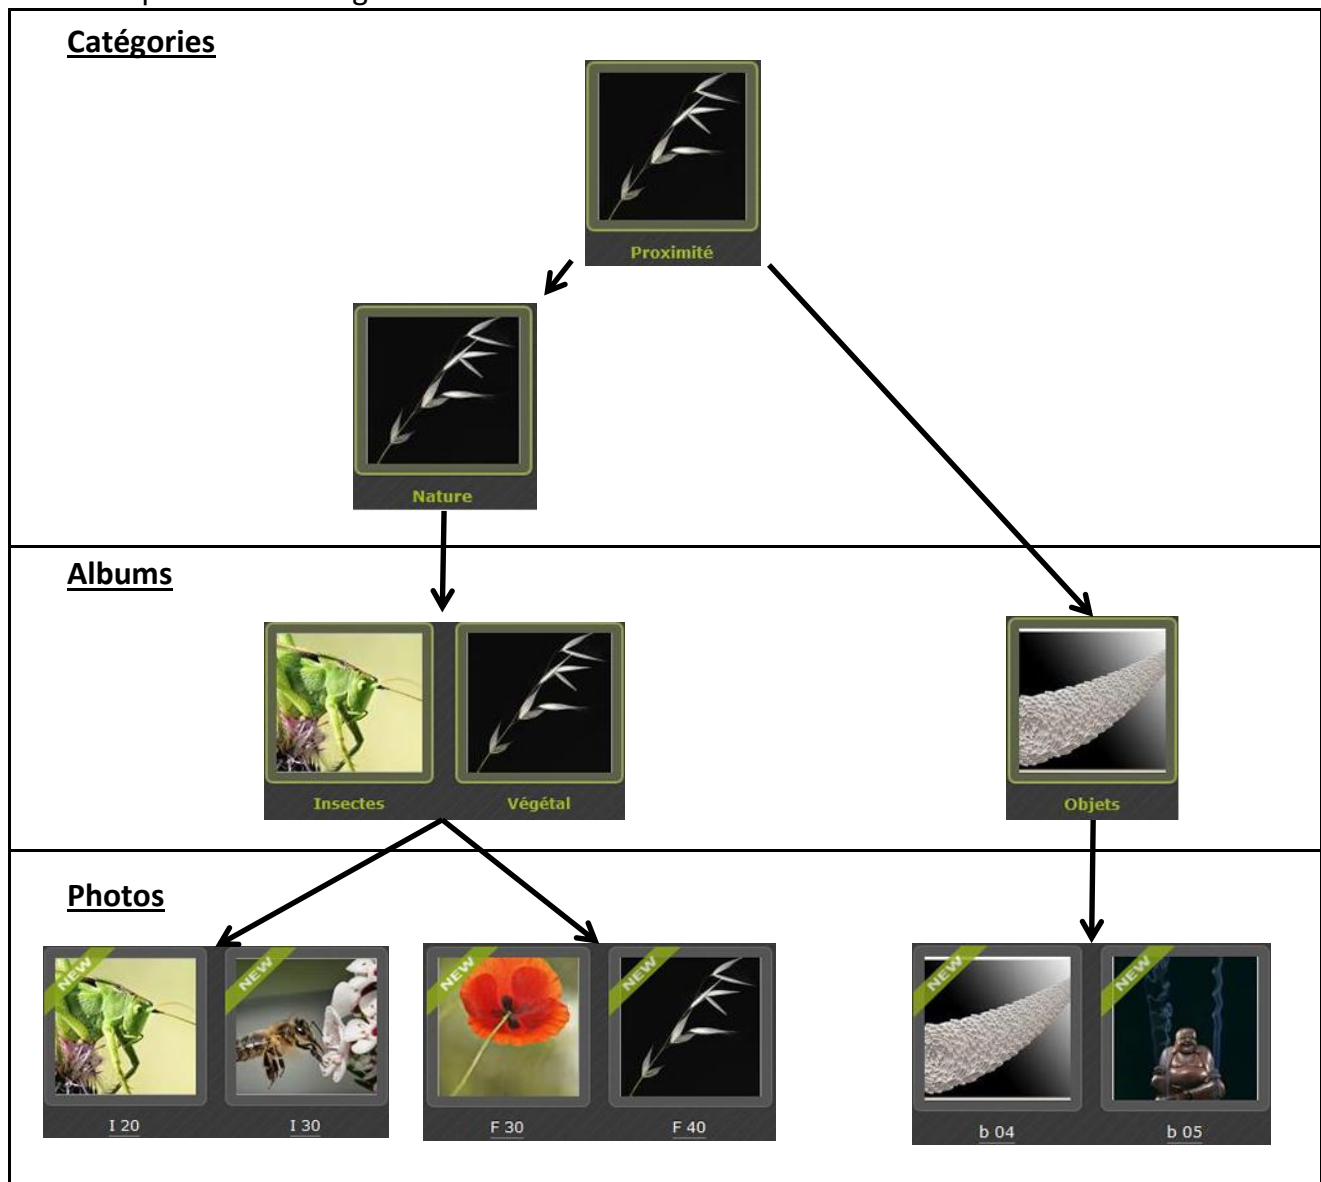 Catégories
Proximité
Nature
Albums
Insectes Végétal
Objets
Photos
NEW NEW NEW NEW NEW NEW
I 20 I 30 F 30 F 40 b 04 b 05